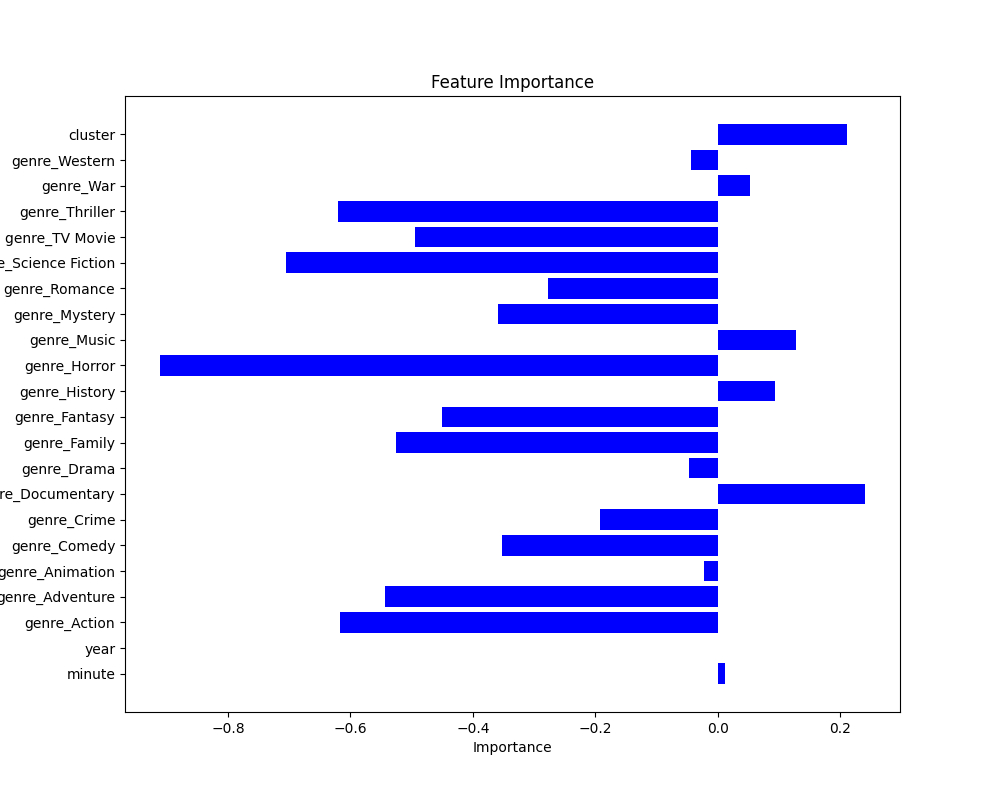 Feature Importance
cluster
genre_Western
genre_War
genre_Thriller
genre_TV Movie
e_Science Fiction
genre_Romance
genre_Mystery
genre_Music
genre_Horror
genre_History
genre_Fantasy
genre_Family
genre_Drama
re_Documentary
genre_Crime
genre_Comedy
genre_Animation
genre_Adventure
genre_Action
year
minute
−0.8 −0.6 −0.4 −0.2 0.0 0.2
Importance